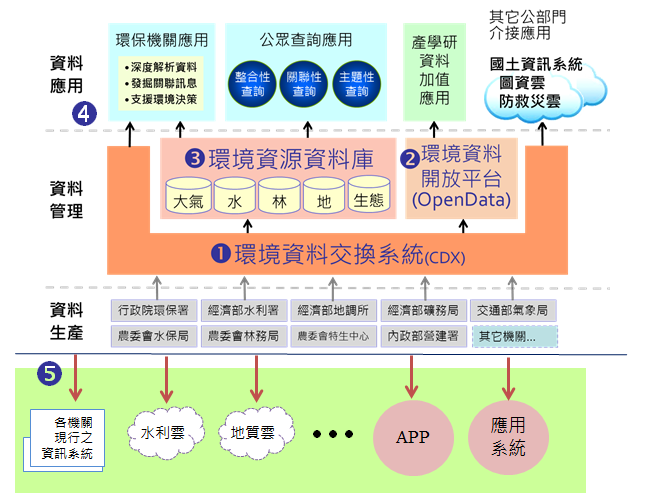 資料
應用
❹
環保機關應用
•深度解析資料
•發掘關聯訊息
•支援環境決策
公眾查詢應用
整合性
查詢
關聯性
查詢
主題性
查詢
產學研
資料
加值
應用
其它公部門
介接應用
國土資訊系統
圖資雲
防救災雲
資料
管理
❸環境資源資料庫
大氣
水
林
地
生態
❷環境資料
開放平台
(OpenData)
❶環境資料交換系統(CDX)
資料
生產
行政院環保署
經濟部水利署
經濟部地調所
經濟部礦務局
交通部氣象局
農委會水保局
農委會林務局
農委會特生中心
內政部營建署
其它機關...
❺
各機關
現行之
資訊系統
水利雲
地質雲
•••
APP
應用
系統